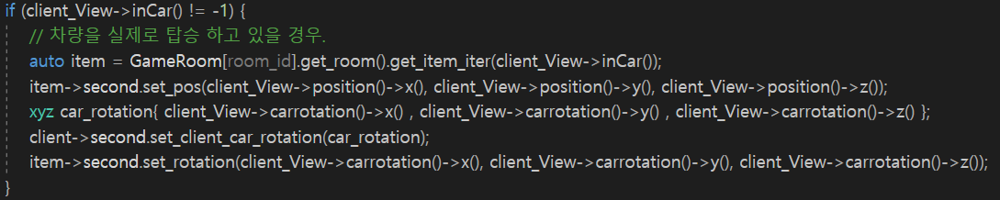 if (client_View->inCar() != -1) {
// 차량을 실제로 탑승 하고 있을 경우.
auto item = GameRoom[room_id].get_room().get_item_iter(client_View->inCar());
item->second.set_pos(client_View->position()->x(), client_View->position()->y(), client_View->position()->z());
xyz car_rotation{ client_View->carrotation()->x() , client_View->carrotation()->y() , client_View->carrotation()->z() };
client->second.set_client_car_rotation(car_rotation);
item->second.set_rotation(client_View->carrotation()->x(), client_View->carrotation()->y(), client_View->carrotation()->z());
}